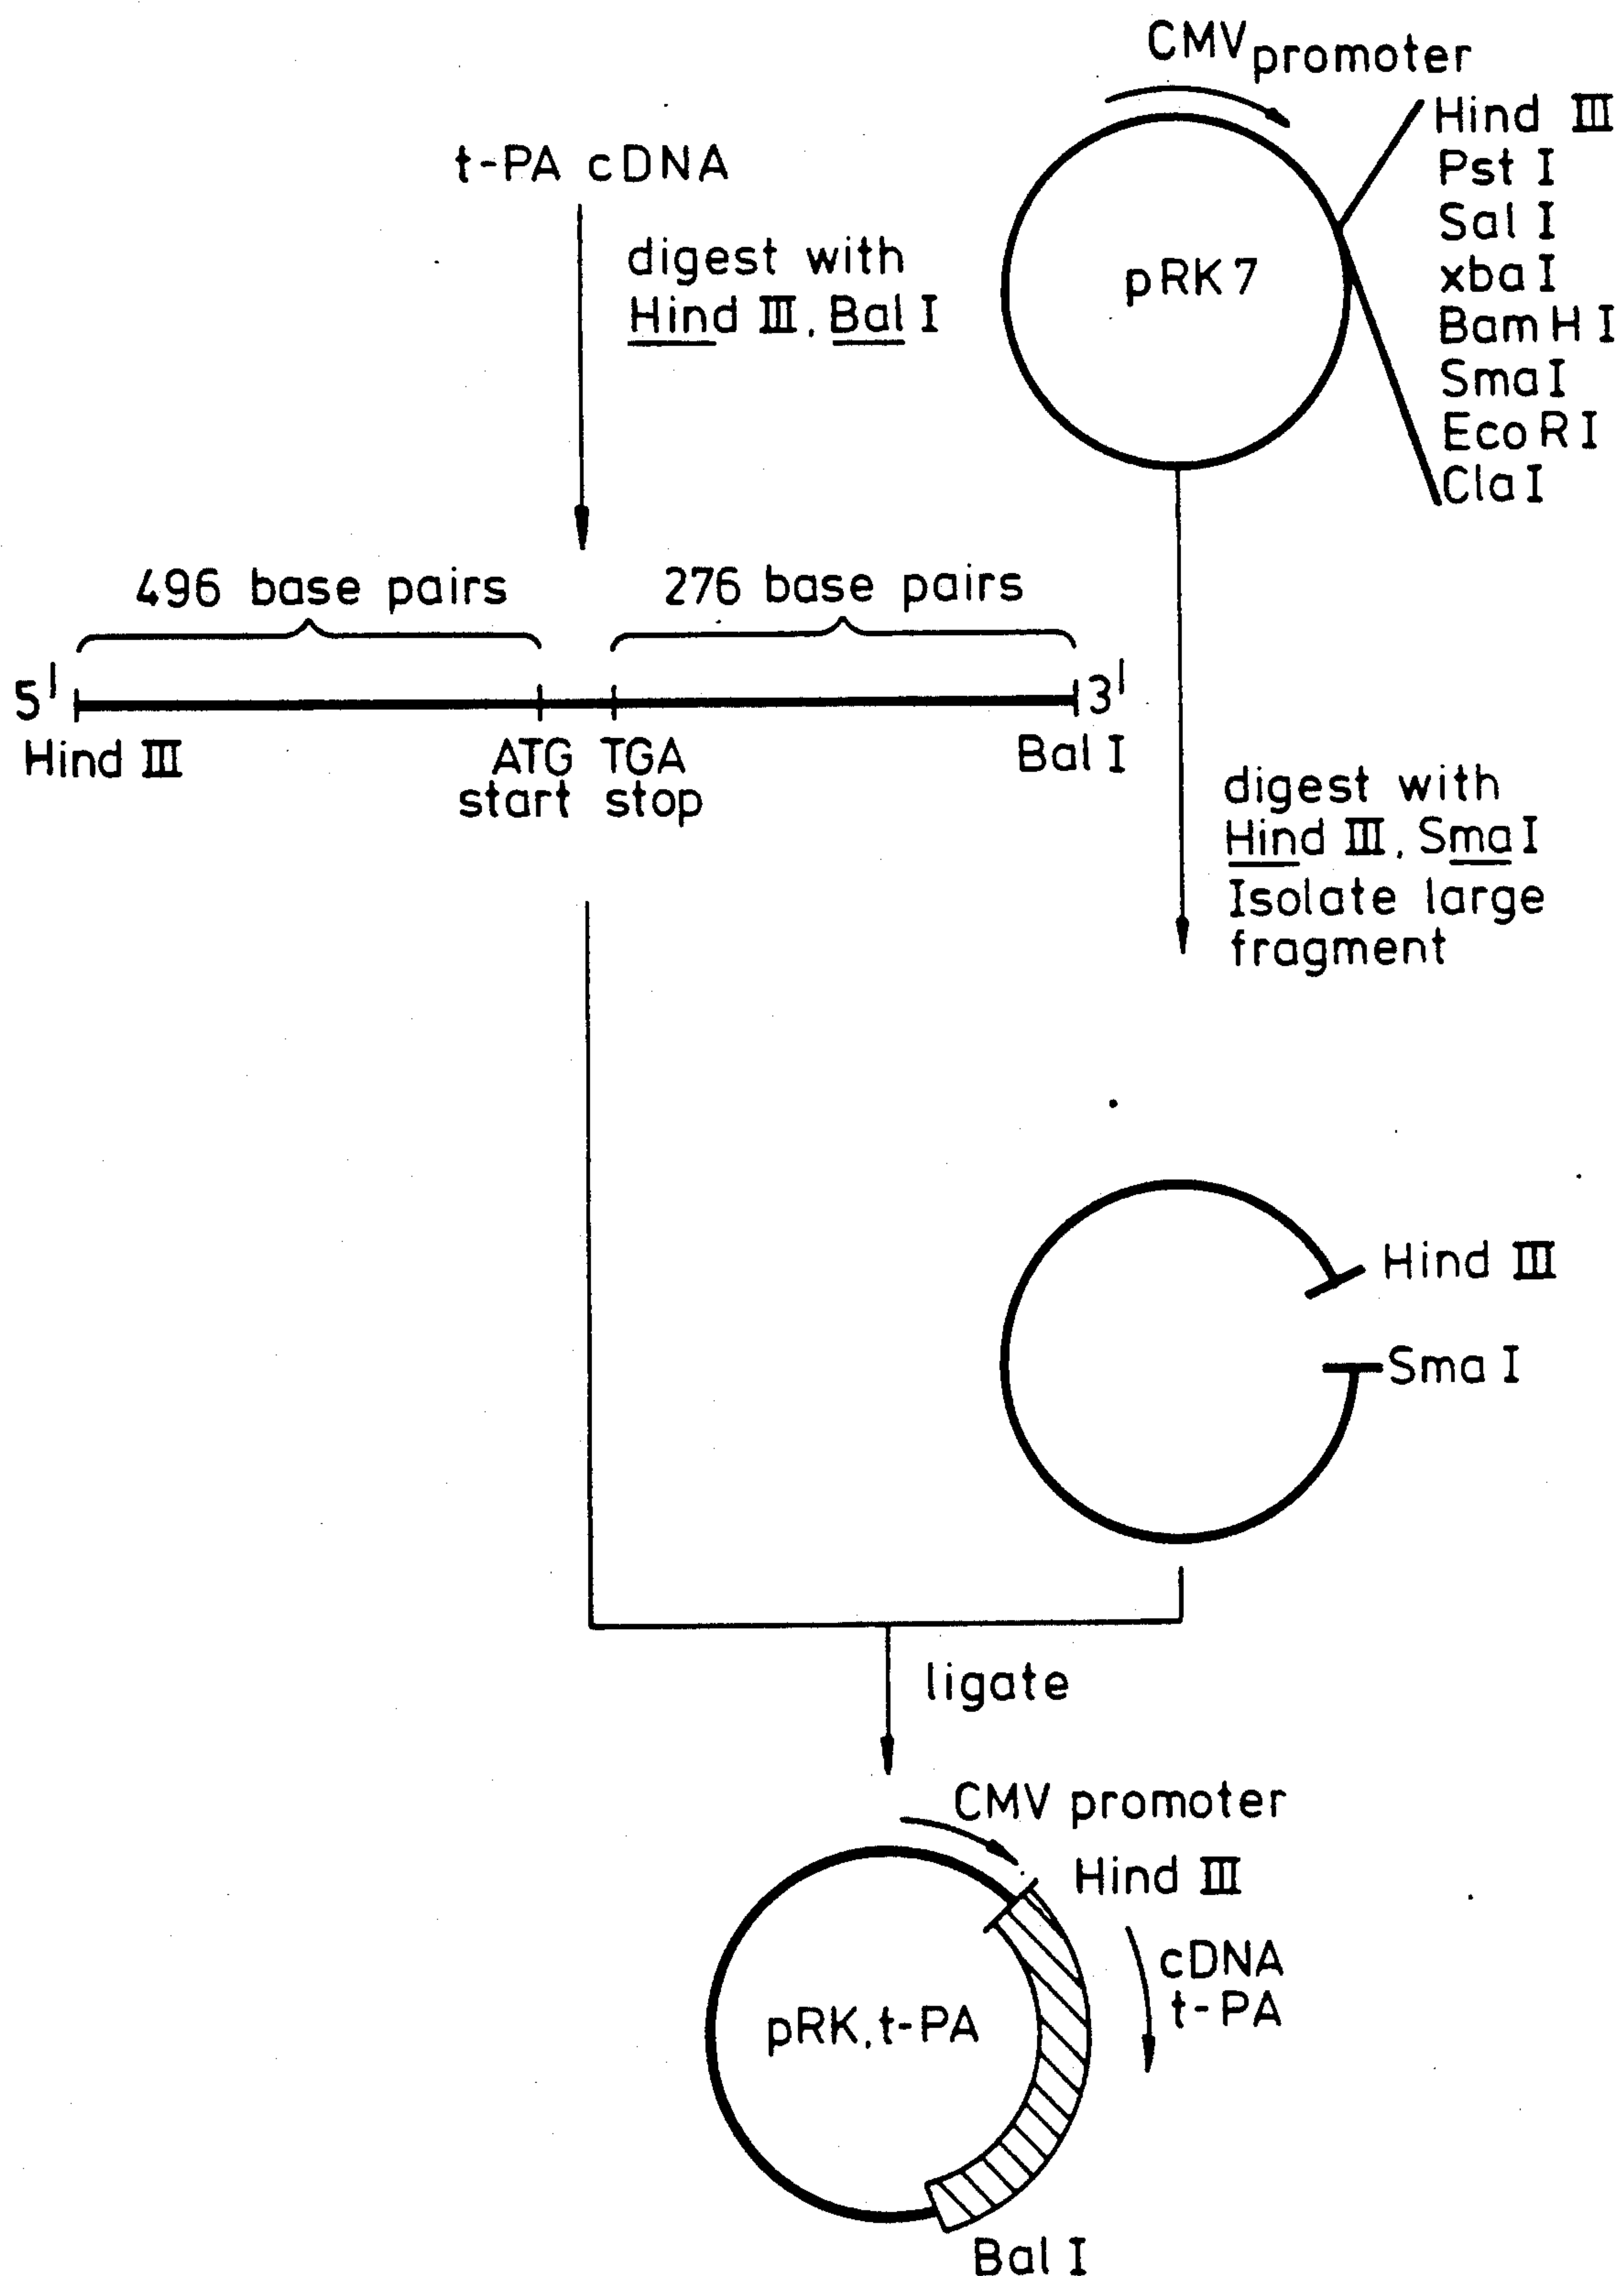 CMV promoter
t-PA cDNA
digest with
Hind III, Bal I
pRK7
Hind III
Pst I
Sal I
xba I
Bam H I
Sma I
Eco R I
Cla I
496 base pairs
276 base pairs
5' 3'
Hind III
ATG TGA
start stop
Bal I
digest with
Hind III, Sma I
Isolate large
fragment
Hind III
Sma I
ligate
CMV promoter
Hind III
cDNA
t-PA
pRK, t-PA
Bal I